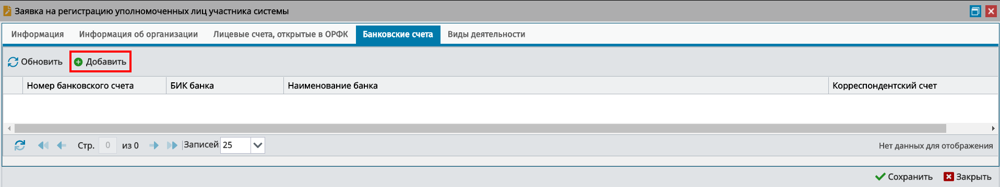 Заявка на регистрацию уполномоченных лиц участника системы
Информация Информация об организации Лицевые счета, открытые в ОРФК Банковские счета Виды деятельности
Обновить Добавить
Номер банковского счета БИК банка Наименование банка Корреспондентский счет
Стр. 0 из 0 Записей: 25 Нет данных для отображения
Сохранить Закрыть